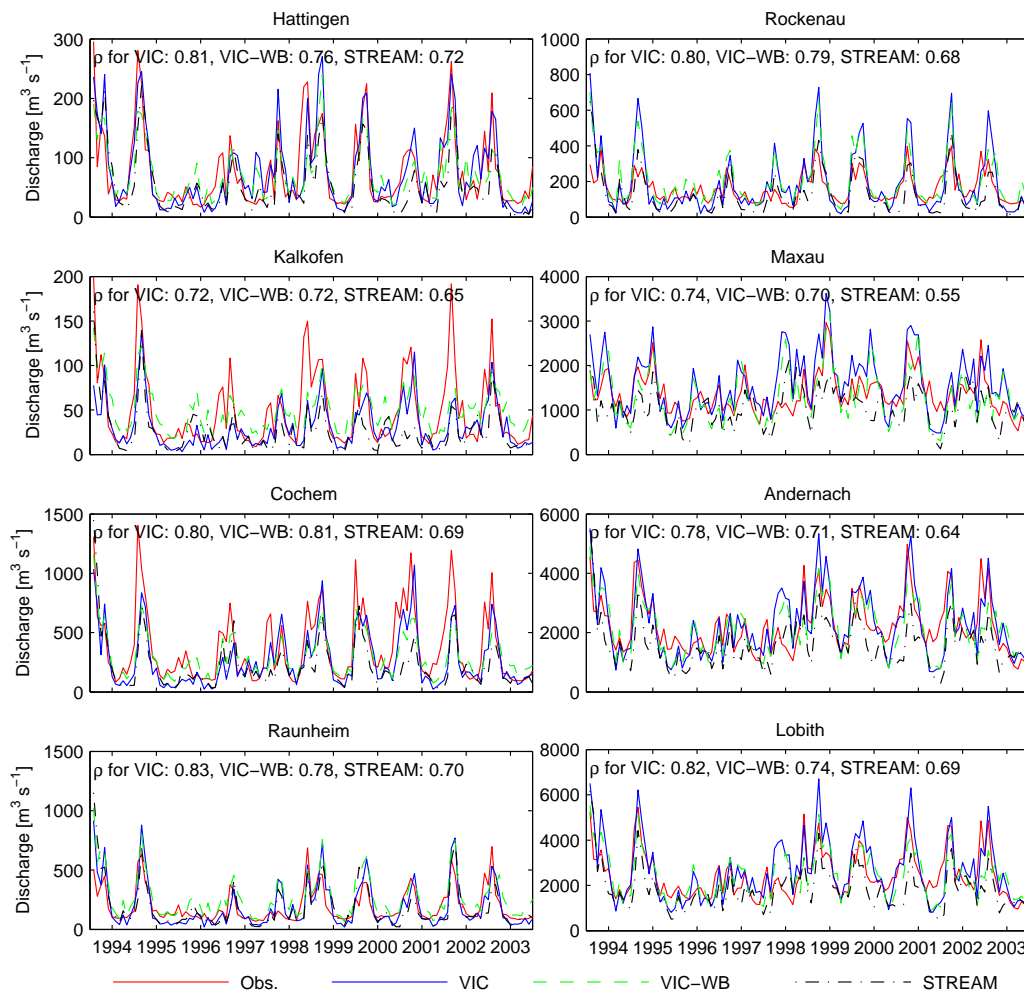 Hattingen
Discharge [m³ s⁻¹]
300
200
100
0
ρ for VIC: 0.81, VIC−WB: 0.76, STREAM: 0.72
Rockenau
1000
800
600
400
200
0
ρ for VIC: 0.80, VIC−WB: 0.79, STREAM: 0.68
Kalkofen
Discharge [m³ s⁻¹]
200
150
100
50
0
ρ for VIC: 0.72, VIC−WB: 0.72, STREAM: 0.65
Maxau
4000
3000
2000
1000
0
ρ for VIC: 0.74, VIC−WB: 0.70, STREAM: 0.55
Cochem
Discharge [m³ s⁻¹]
1500
1000
500
0
ρ for VIC: 0.80, VIC−WB: 0.81, STREAM: 0.69
Andernach
6000
4000
2000
0
ρ for VIC: 0.78, VIC−WB: 0.71, STREAM: 0.64
Raunheim
Discharge [m³ s⁻¹]
1500
1000
500
0
ρ for VIC: 0.83, VIC−WB: 0.78, STREAM: 0.70
1994 1995 1996 1997 1998 1999 2000 2001 2002 2003
Lobith
8000
6000
4000
2000
0
ρ for VIC: 0.82, VIC−WB: 0.74, STREAM: 0.69
1994 1995 1996 1997 1998 1999 2000 2001 2002 2003
Obs. VIC VIC−WB STREAM